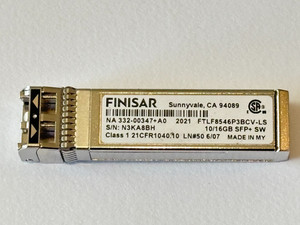 FINISAR Sunnyvale, CA 94089
NA 332-00347+A0 2021 FTLF8546P3BCV-LS
S/N: N3KA8BH 10/16GB SFP+ SW
Class 1 21CFR1040.10 LN#50 6/07 MADE IN MY